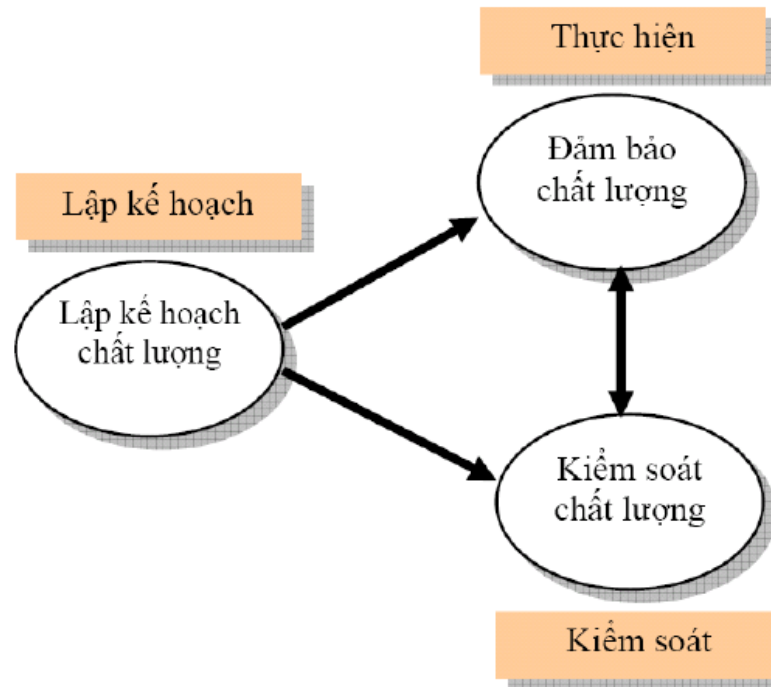 Thực hiện
Đảm bảo
chất lượng
Lập kế hoạch
Lập kế hoạch
chất lượng
Kiểm soát
chất lượng
Kiểm soát